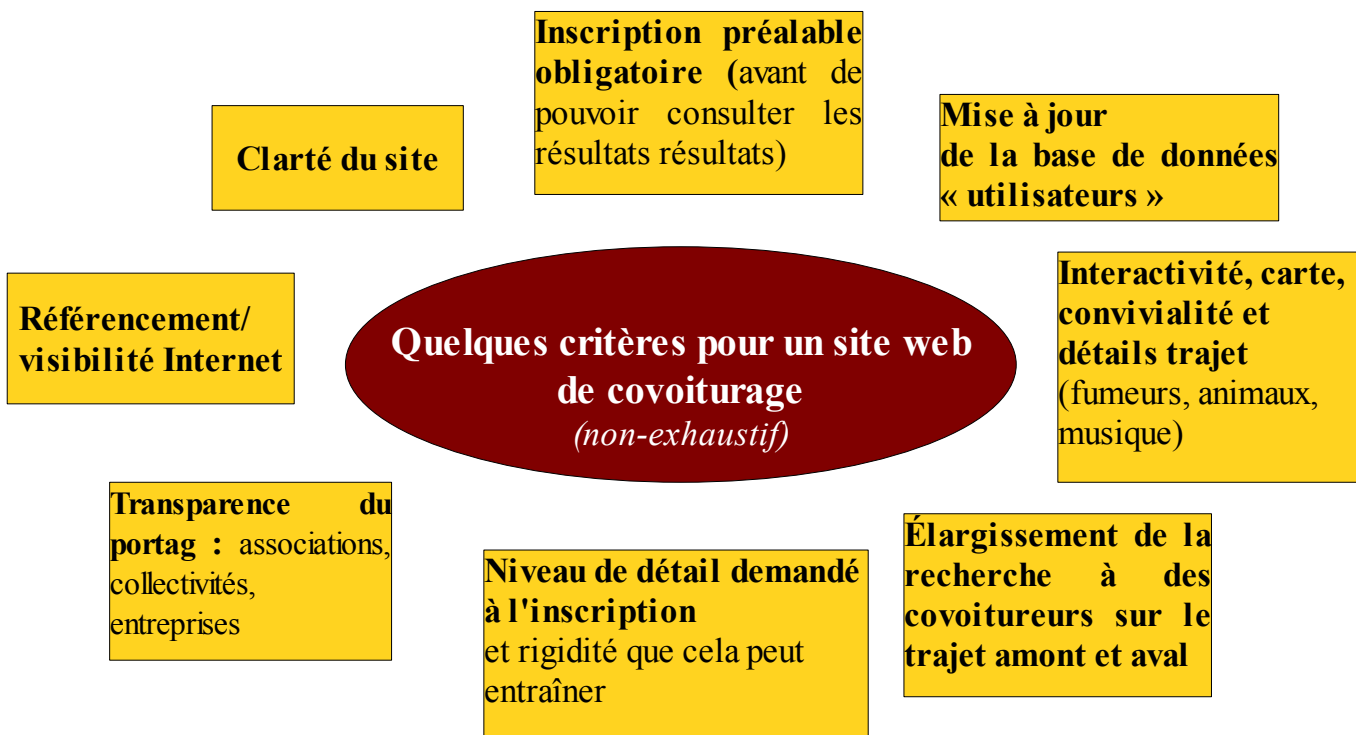 Inscription préalable
obligatoire (avant de
pouvoir consulter les
résultats résultats)
Clarté du site
Mise à jour
de la base de données
« utilisateurs »
Référencement/
visibilité Internet
Quelques critères pour un site web
de covoiturage
(non-exhaustif)
Interactivité, carte,
convivialité et
détails trajet
(fumeurs, animaux,
musique)
Transparence du
portag : associations,
collectivités,
entreprises
Niveau de détail demandé
à l'inscription
et rigidité que cela peut
entraîner
Élargissement de la
recherche à des
covoitureurs sur le
trajet amont et aval